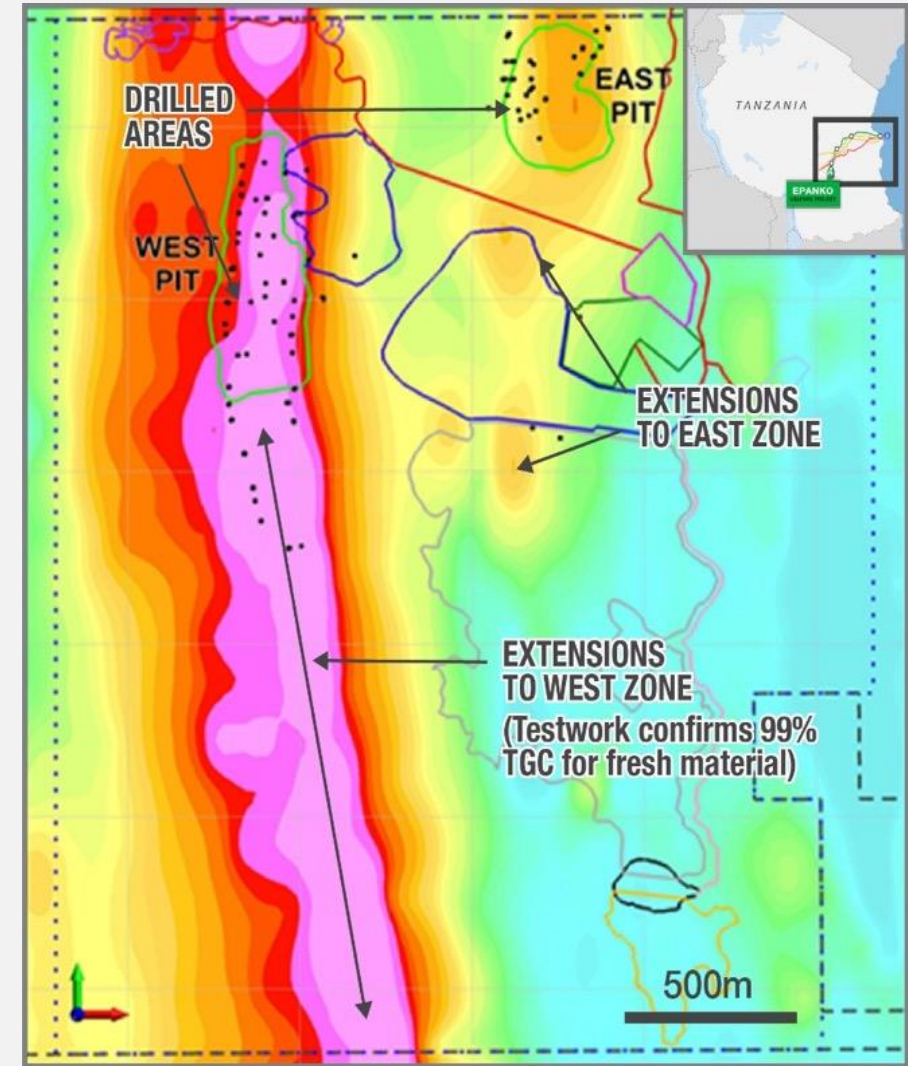 DRILLED
AREAS
EAST
PIT
TANZANIA
EPANKO
WEST
PIT
EXTENSIONS
TO EAST ZONE
EXTENSIONS
TO WEST ZONE
(Testwork confirms 99%
TGC for fresh material)
500m